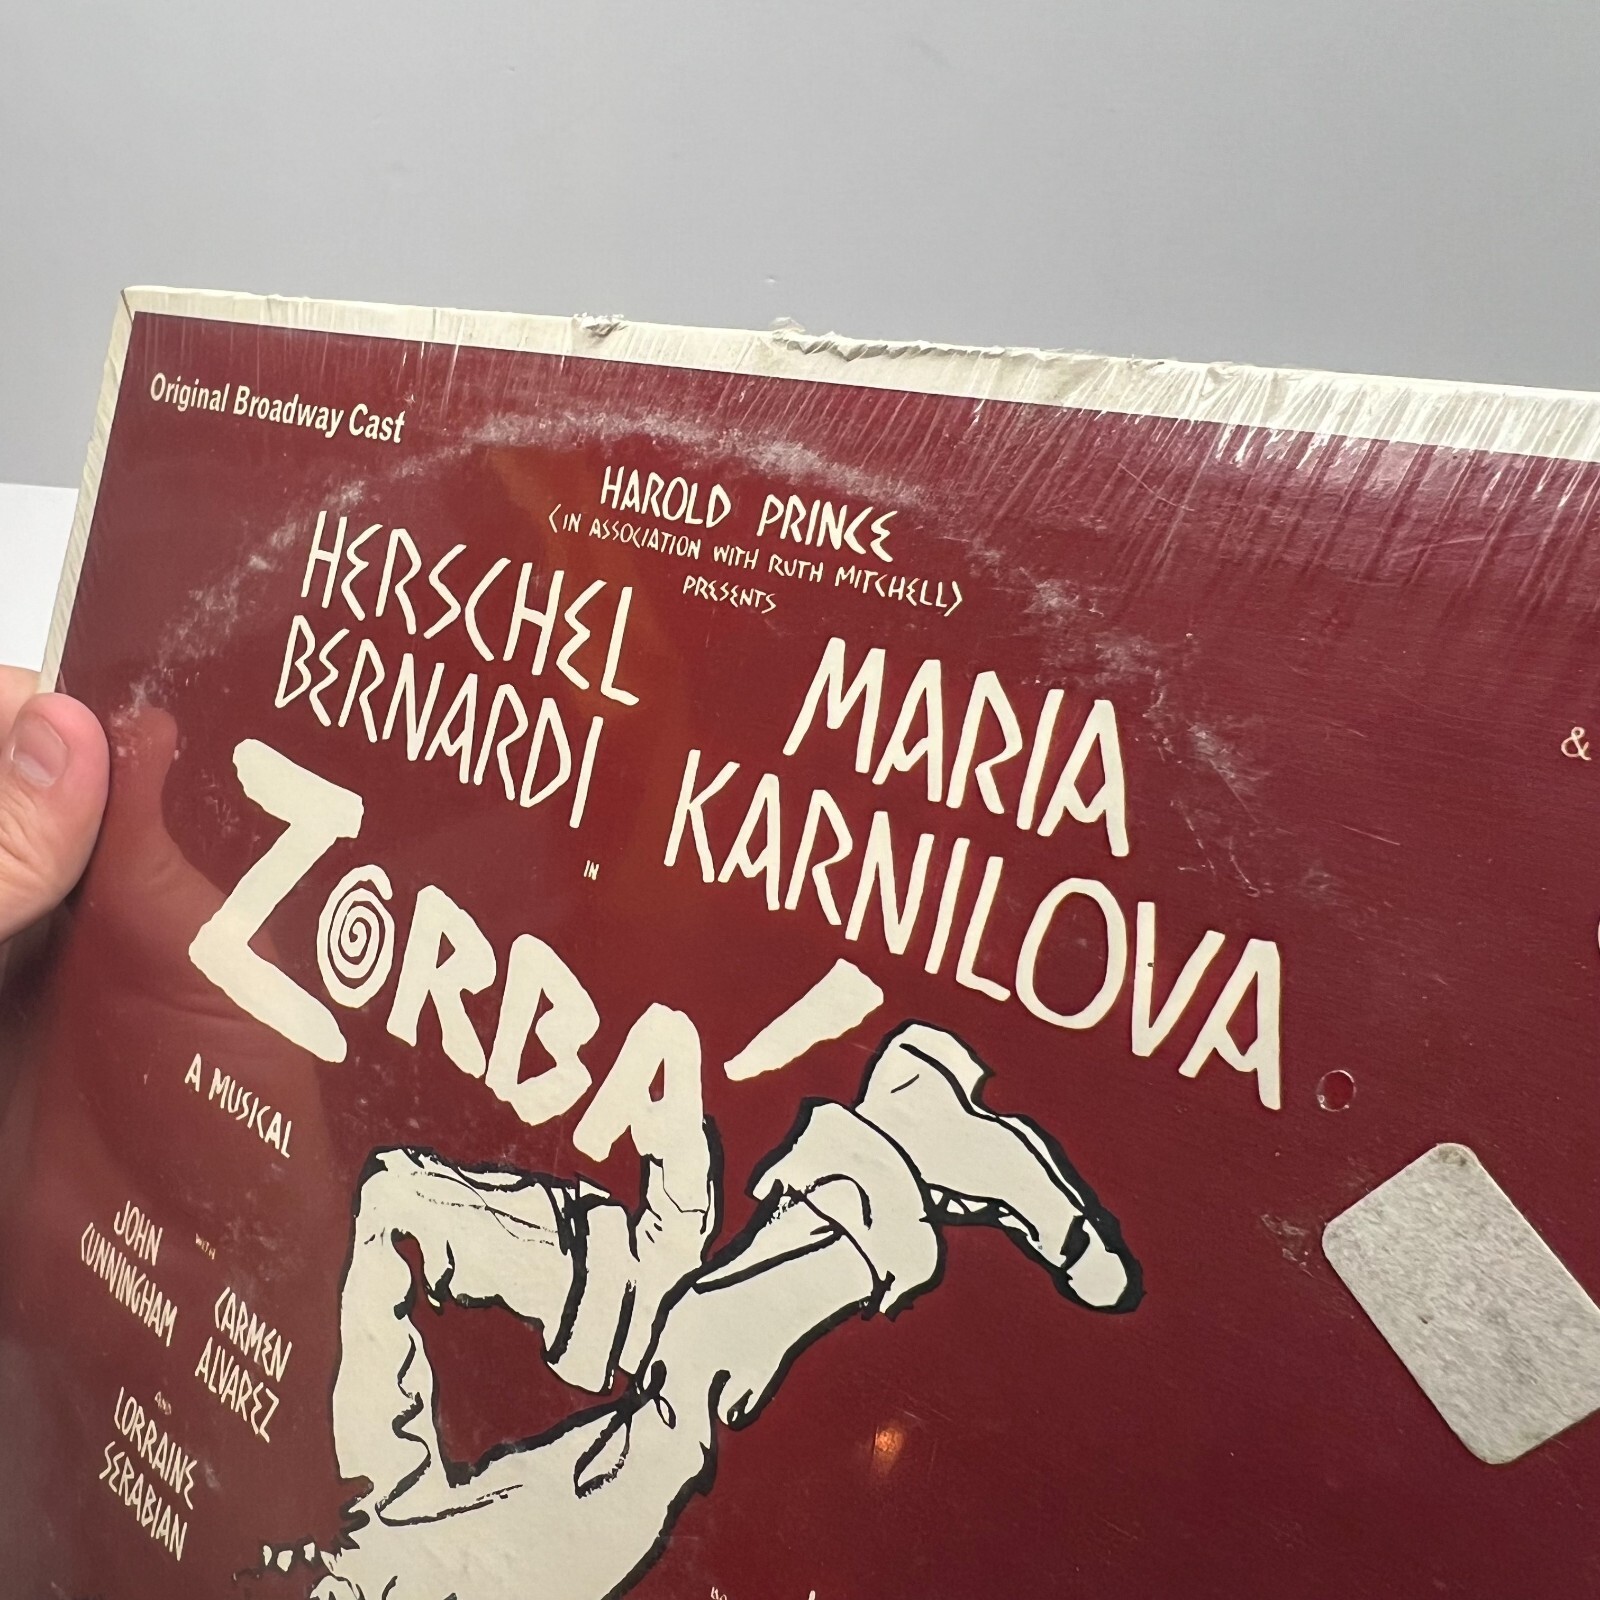 Original Broadway Cast
HAROLD PRINCE
(IN ASSOCIATION WITH RUTH MITCHELL)
PRESENTS
HERSCHEL
BERNARDI
MARIA
KARNILOVA
IN
ZORBA'
A MUSICAL
WITH
JOHN
CUNNINGHAM
CARMEN
ALVAREZ
AND
LORRAINE
SERABIAN
&